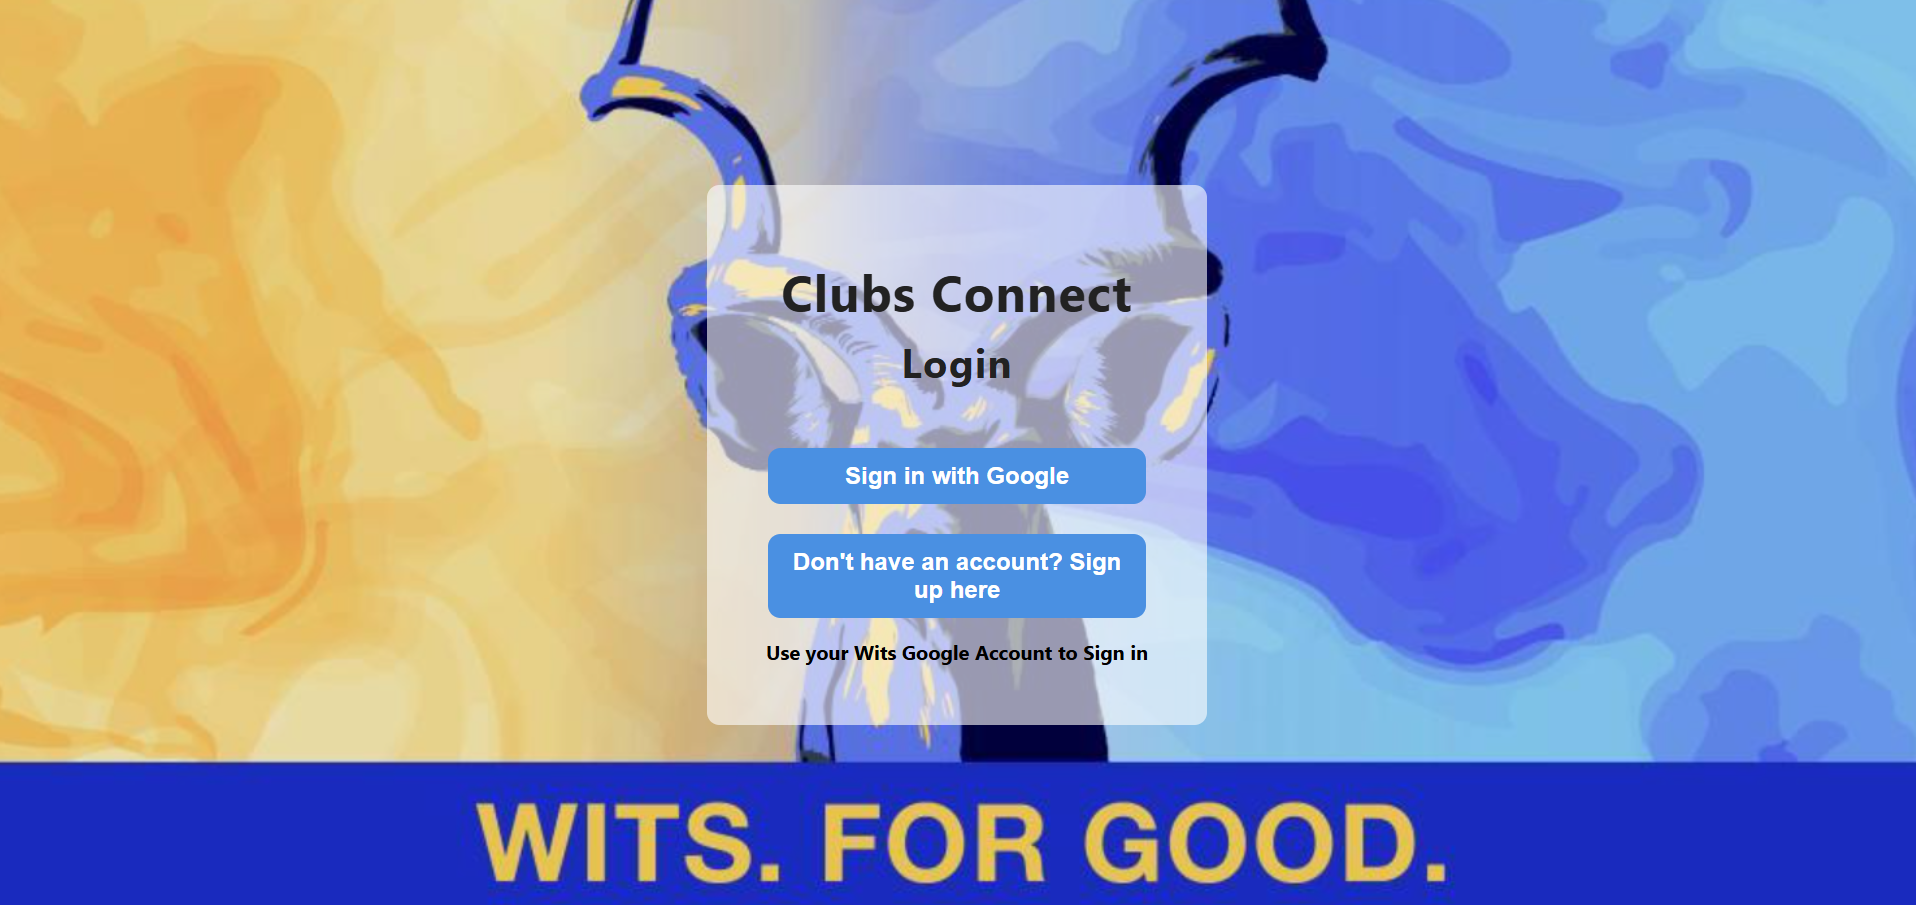 Clubs Connect
Login
Sign in with Google
Don't have an account? Sign
up here
Use your Wits Google Account to Sign in
WITS. FOR GOOD.